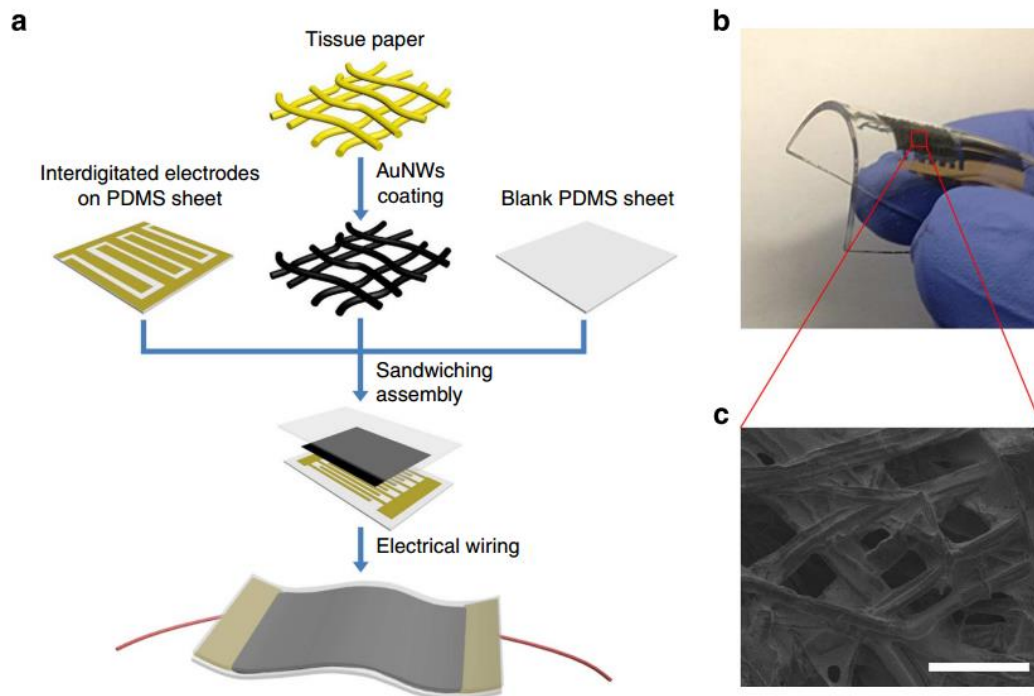 a
Tissue paper
Interdigitated electrodes
on PDMS sheet
AuNWs
coating
Blank PDMS sheet
Sandwiching
assembly
Electrical wiring
b
c